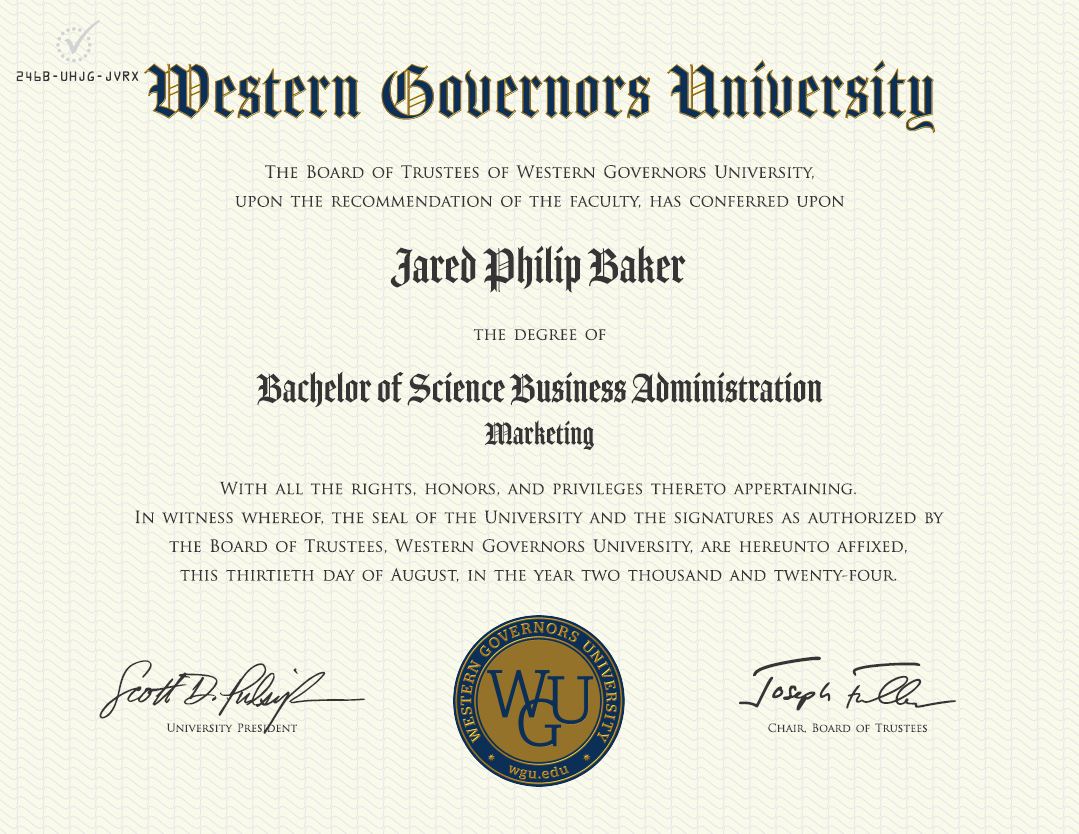 246B-UHJG-JVRX
Western Governors University
The Board of Trustees of Western Governors University,
upon the recommendation of the faculty, has conferred upon
Jared Philip Baker
the degree of
Bachelor of Science Business Administration
Marketing
With all the rights, honors, and privileges thereto appertaining.
In witness whereof, the seal of the University and the signatures as authorized by
the Board of Trustees, Western Governors University, are hereunto affixed,
this thirtieth day of August, in the year two thousand and twenty-four.
Scott D. Pulsipher
University President
WESTERN GOVERNORS UNIVERSITY
WGU
wgu.edu
Joseph Fuller
Chair, Board of Trustees